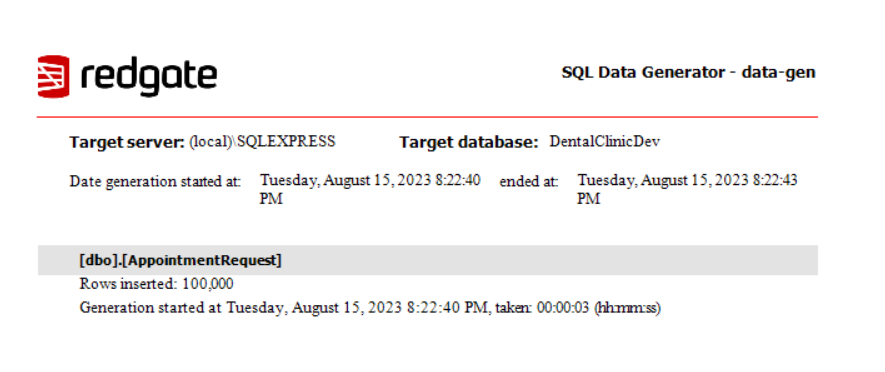 redgate
SQL Data Generator - data-gen
Target server: (local)\SQLEXPRESS Target database: DentalClinicDev
Date generation started at: Tuesday, August 15, 2023 8:22:40 ended at: Tuesday, August 15, 2023 8:22:43
PM PM
[dbo].[AppointmentRequest]
Rows inserted: 100,000
Generation started at Tuesday, August 15, 2023 8:22:40 PM, taken: 00:00:03 (hh:mm:ss)